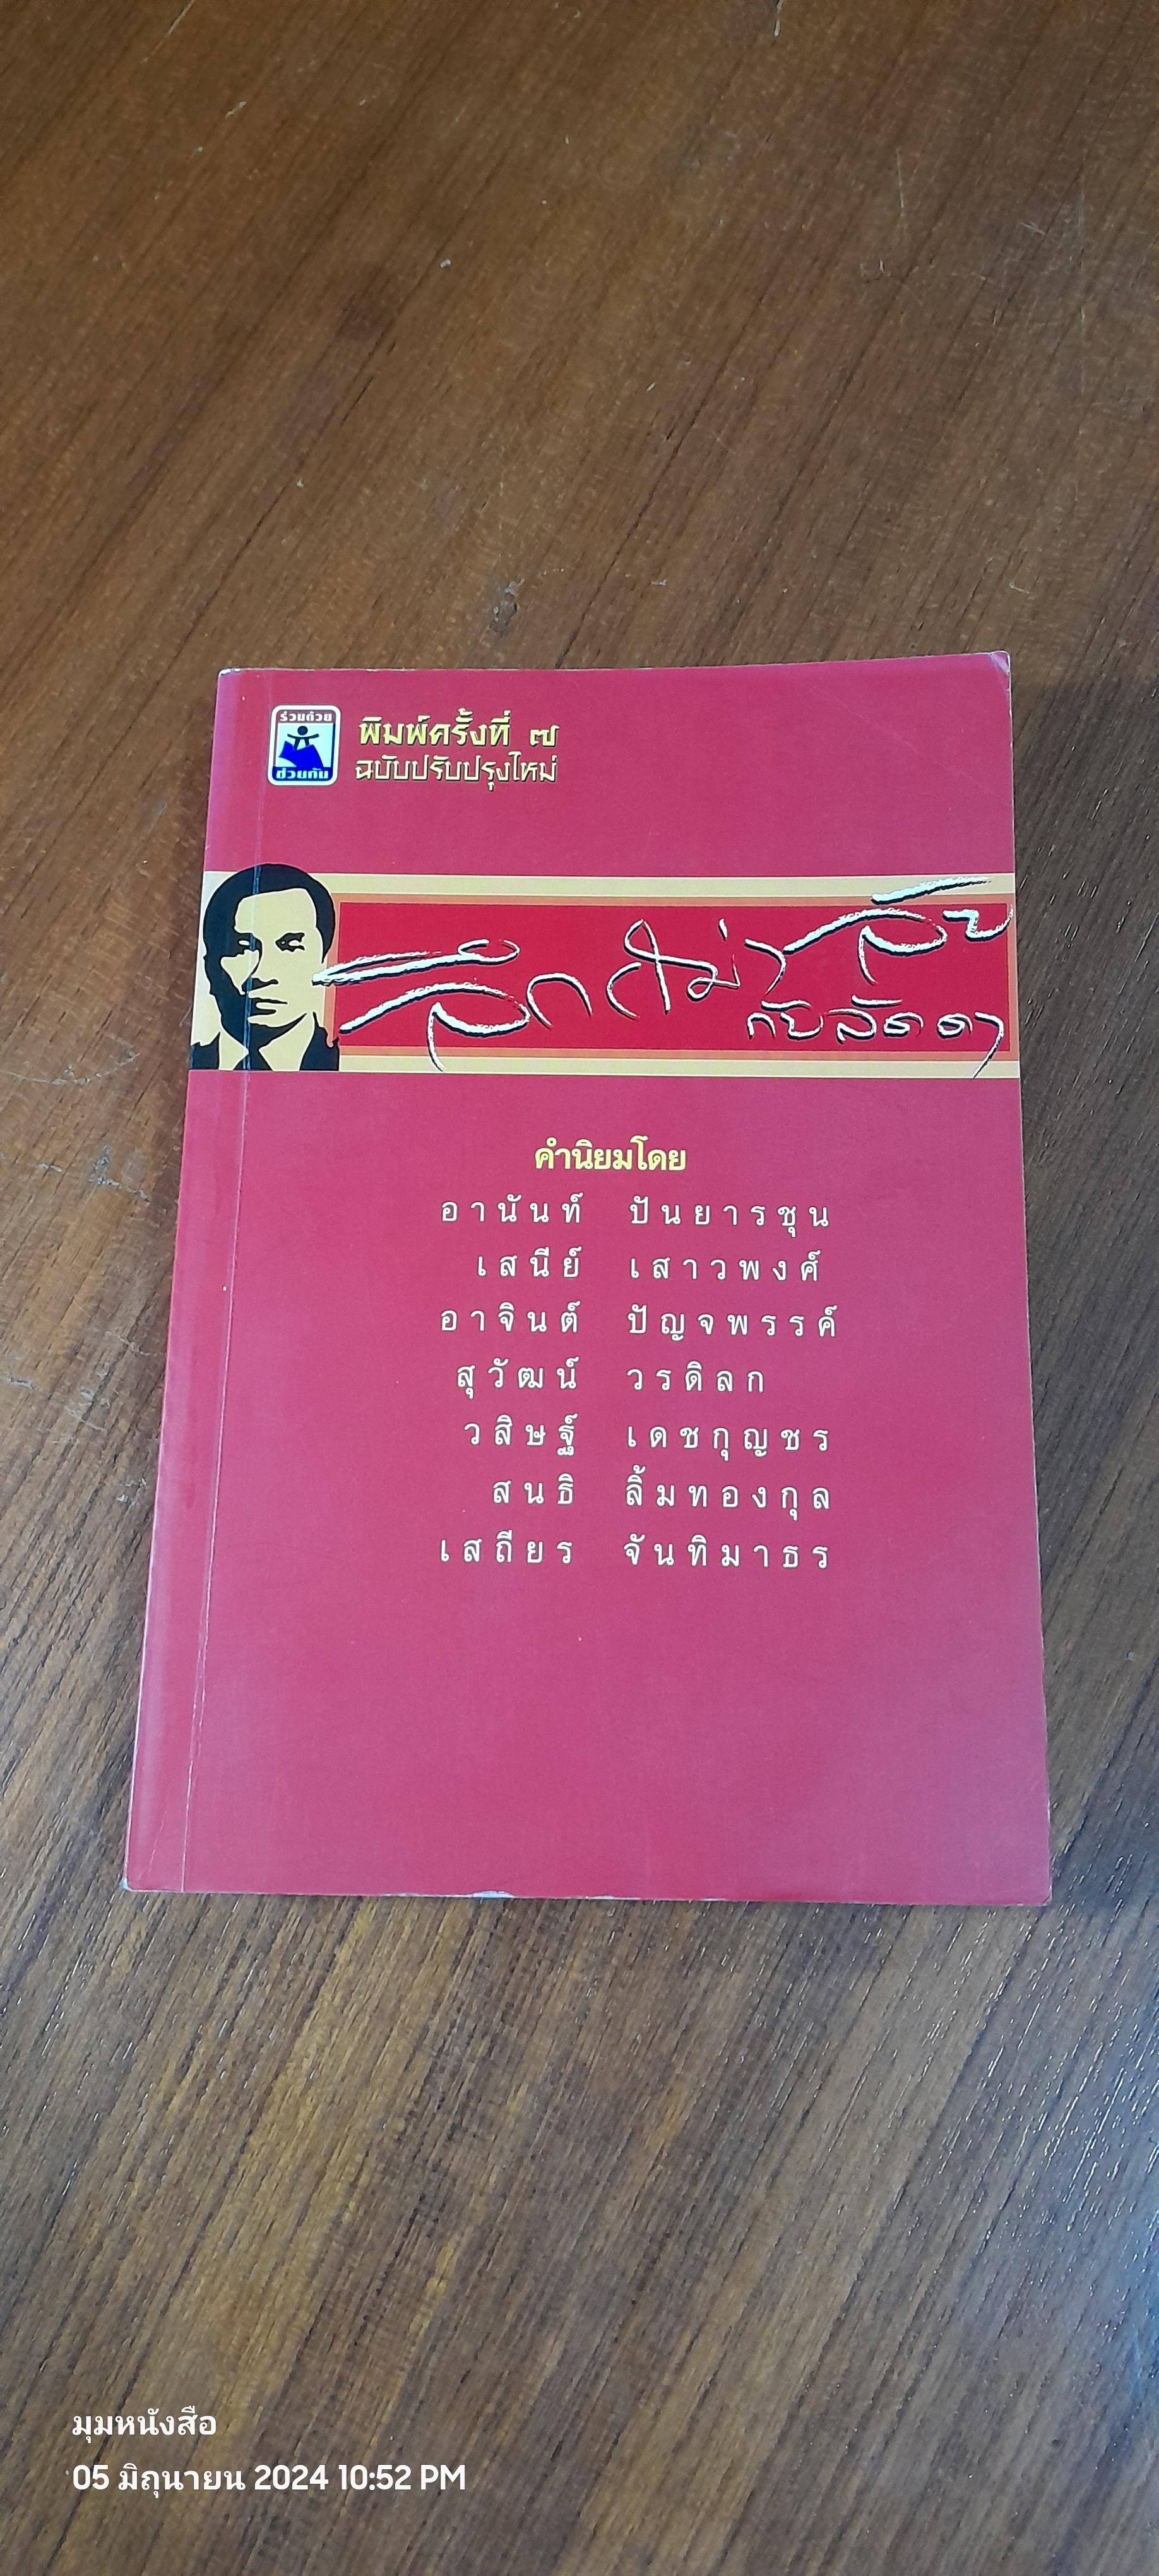 ร่วมด้วย
ช่วยกัน
พิมพ์ครั้งที่ ๗
ฉบับปรับปรุงใหม่
ลึกไม่ลับ
กับลัดดา
คำนิยมโดย
อานันท์ ปันยารชุน
เสนีย์ เสาวพงศ์
อาจินต์ ปัญจพรรค์
สุวัฒน์ วรดิลก
วสิษฐ์ เดชกุญชร
สนธิ ลิ้มทองกุล
เสถียร จันทิมาธร
มุมหนังสือ
05 มิถุนายน 2024 10:52 PM